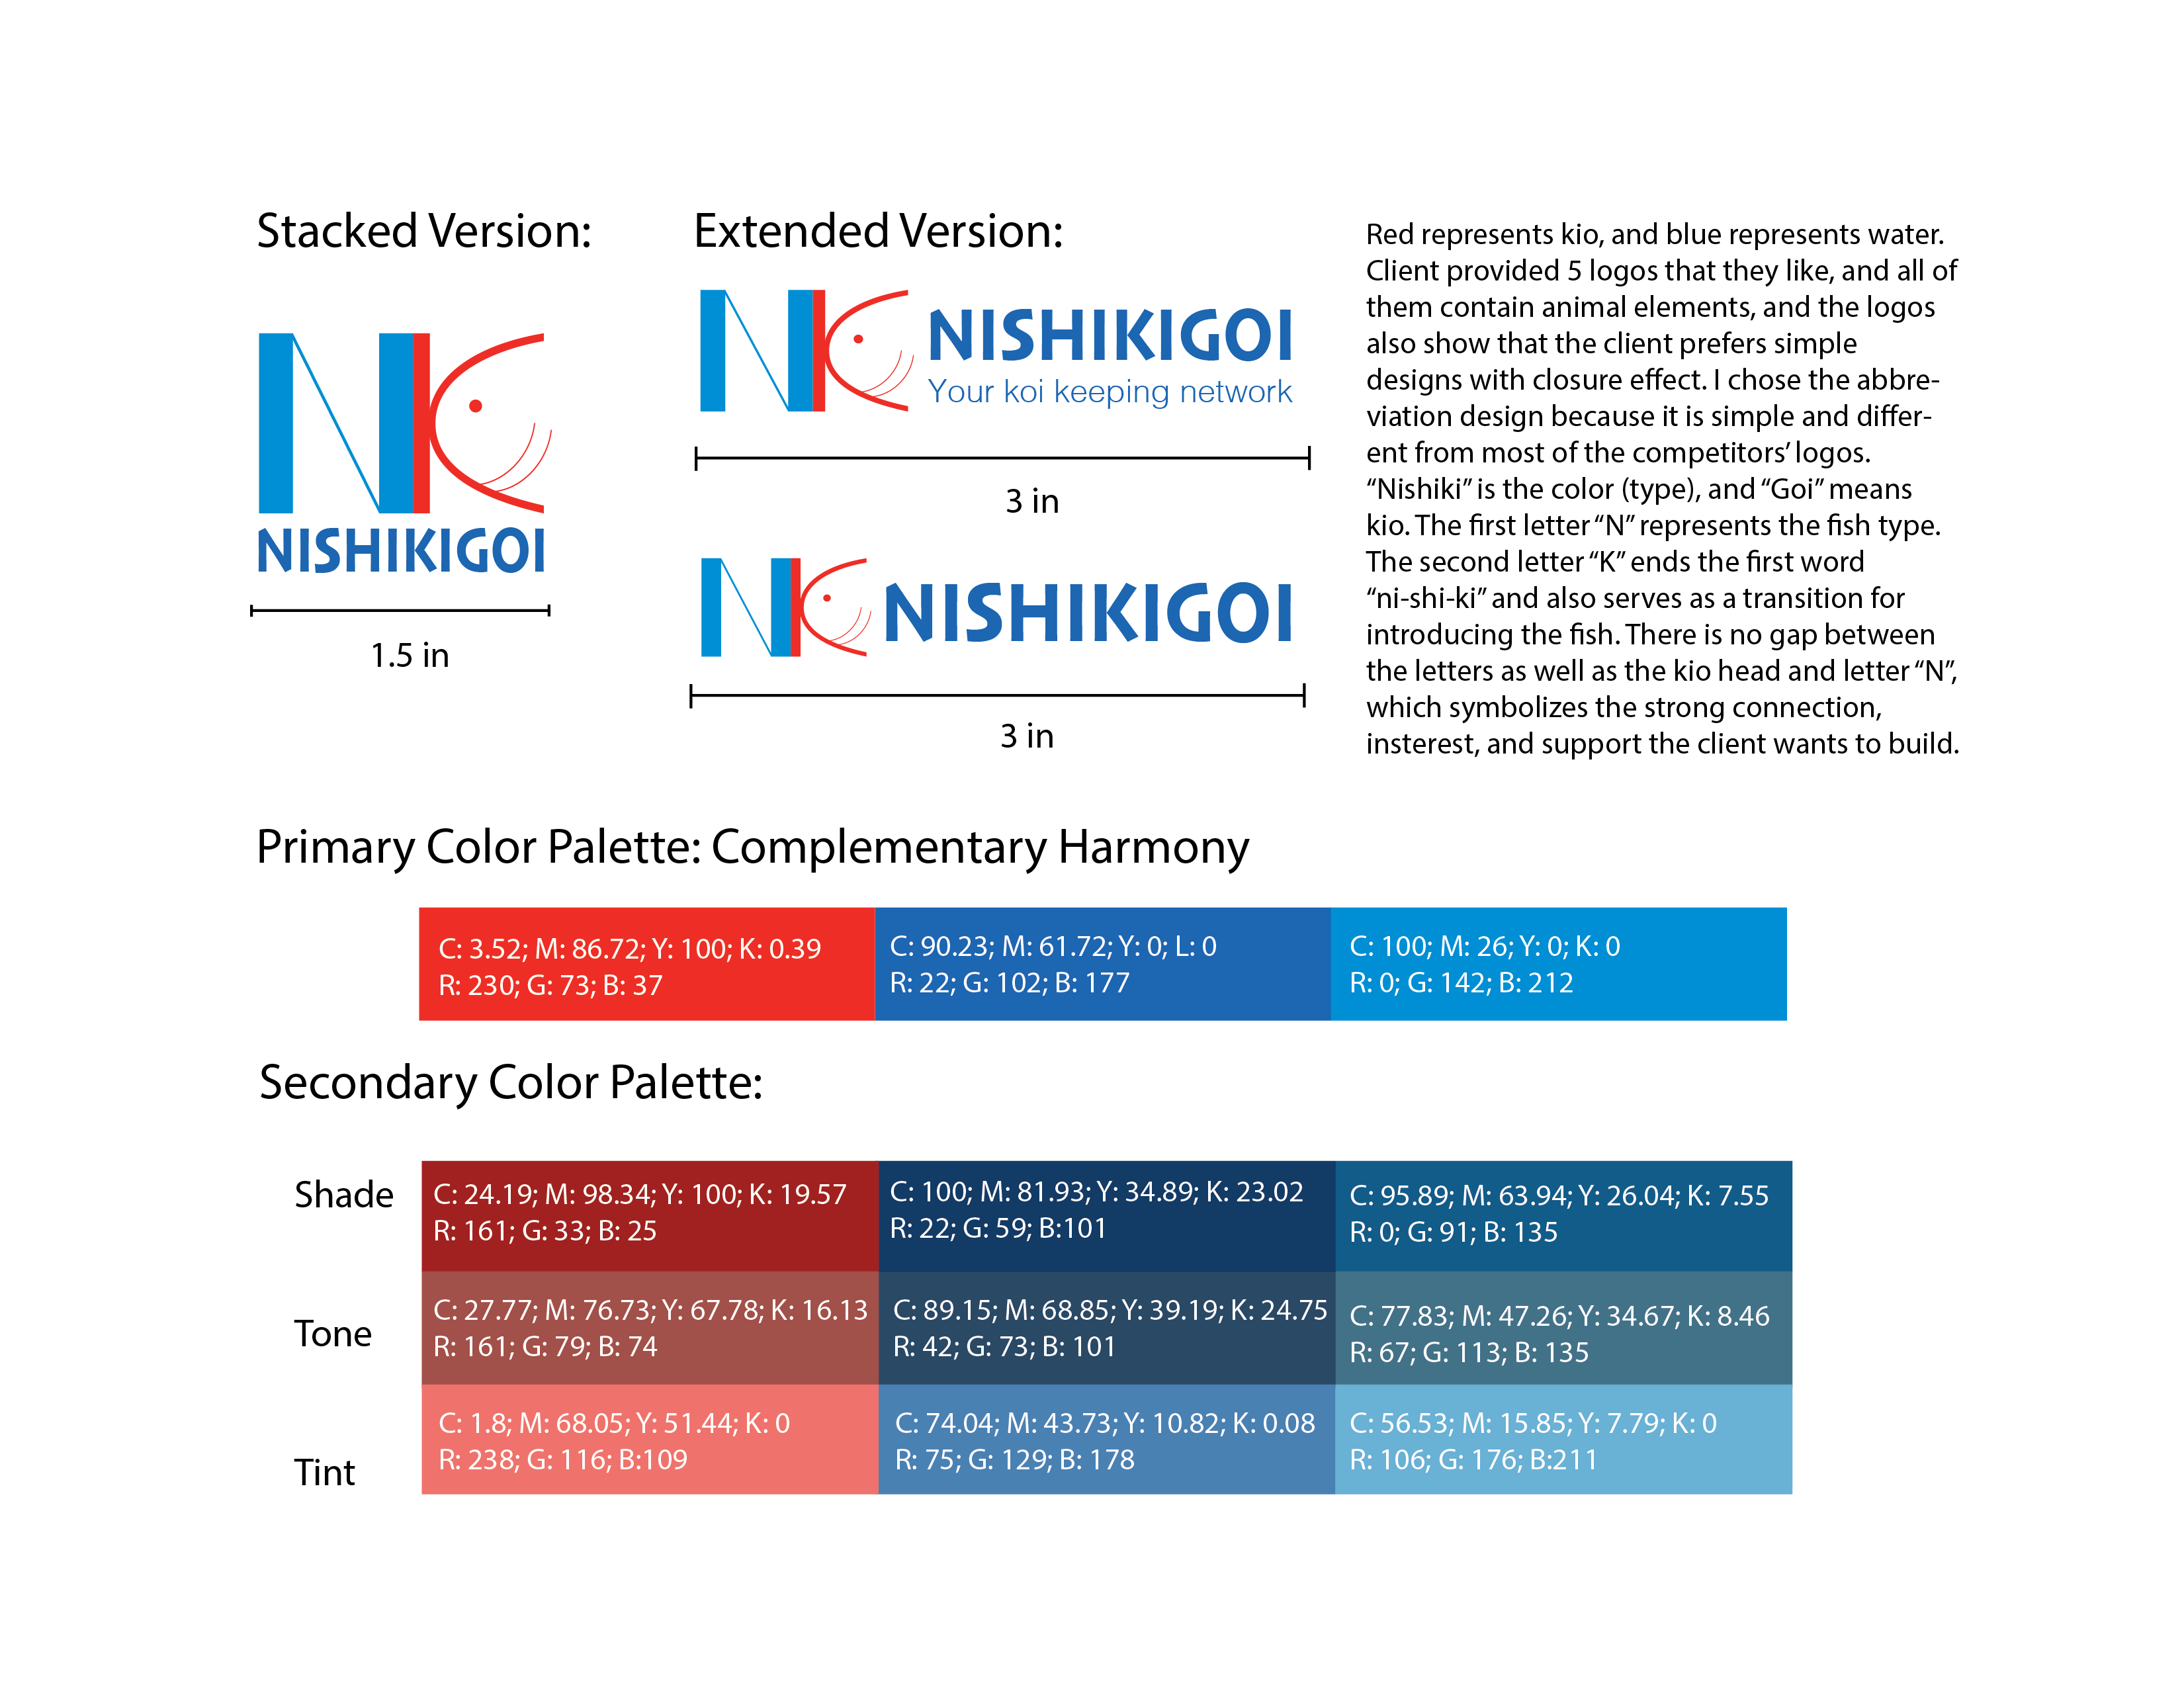 Stacked Version:
NK
NISHIKIGOI
1.5 in
Extended Version:
NK NISHIKIGOI
Your koi keeping network
3 in
NK NISHIKIGOI
3 in
Red represents kio, and blue represents water.
Client provided 5 logos that they like, and all of
them contain animal elements, and the logos
also show that the client prefers simple
designs with closure effect. I chose the abbre-
viation design because it is simple and differ-
ent from most of the competitors’ logos.
“Nishiki” is the color (type), and “Goi” means
kio. The first letter “N” represents the fish type.
The second letter “K” ends the first word
“ni-shi-ki” and also serves as a transition for
introducing the fish. There is no gap between
the letters as well as the kio head and letter “N”,
which symbolizes the strong connection,
insterest, and support the client wants to build.
Primary Color Palette: Complementary Harmony
C: 3.52; M: 86.72; Y: 100; K: 0.39
R: 230; G: 73; B: 37
C: 90.23; M: 61.72; Y: 0; L: 0
R: 22; G: 102; B: 177
C: 100; M: 26; Y: 0; K: 0
R: 0; G: 142; B: 212
Secondary Color Palette:
Shade
C: 24.19; M: 98.34; Y: 100; K: 19.57
R: 161; G: 33; B: 25
C: 100; M: 81.93; Y: 34.89; K: 23.02
R: 22; G: 59; B:101
C: 95.89; M: 63.94; Y: 26.04; K: 7.55
R: 0; G: 91; B: 135
Tone
C: 27.77; M: 76.73; Y: 67.78; K: 16.13
R: 161; G: 79; B: 74
C: 89.15; M: 68.85; Y: 39.19; K: 24.75
R: 42; G: 73; B: 101
C: 77.83; M: 47.26; Y: 34.67; K: 8.46
R: 67; G: 113; B: 135
Tint
C: 1.8; M: 68.05; Y: 51.44; K: 0
R: 238; G: 116; B:109
C: 74.04; M: 43.73; Y: 10.82; K: 0.08
R: 75; G: 129; B: 178
C: 56.53; M: 15.85; Y: 7.79; K: 0
R: 106; G: 176; B:211